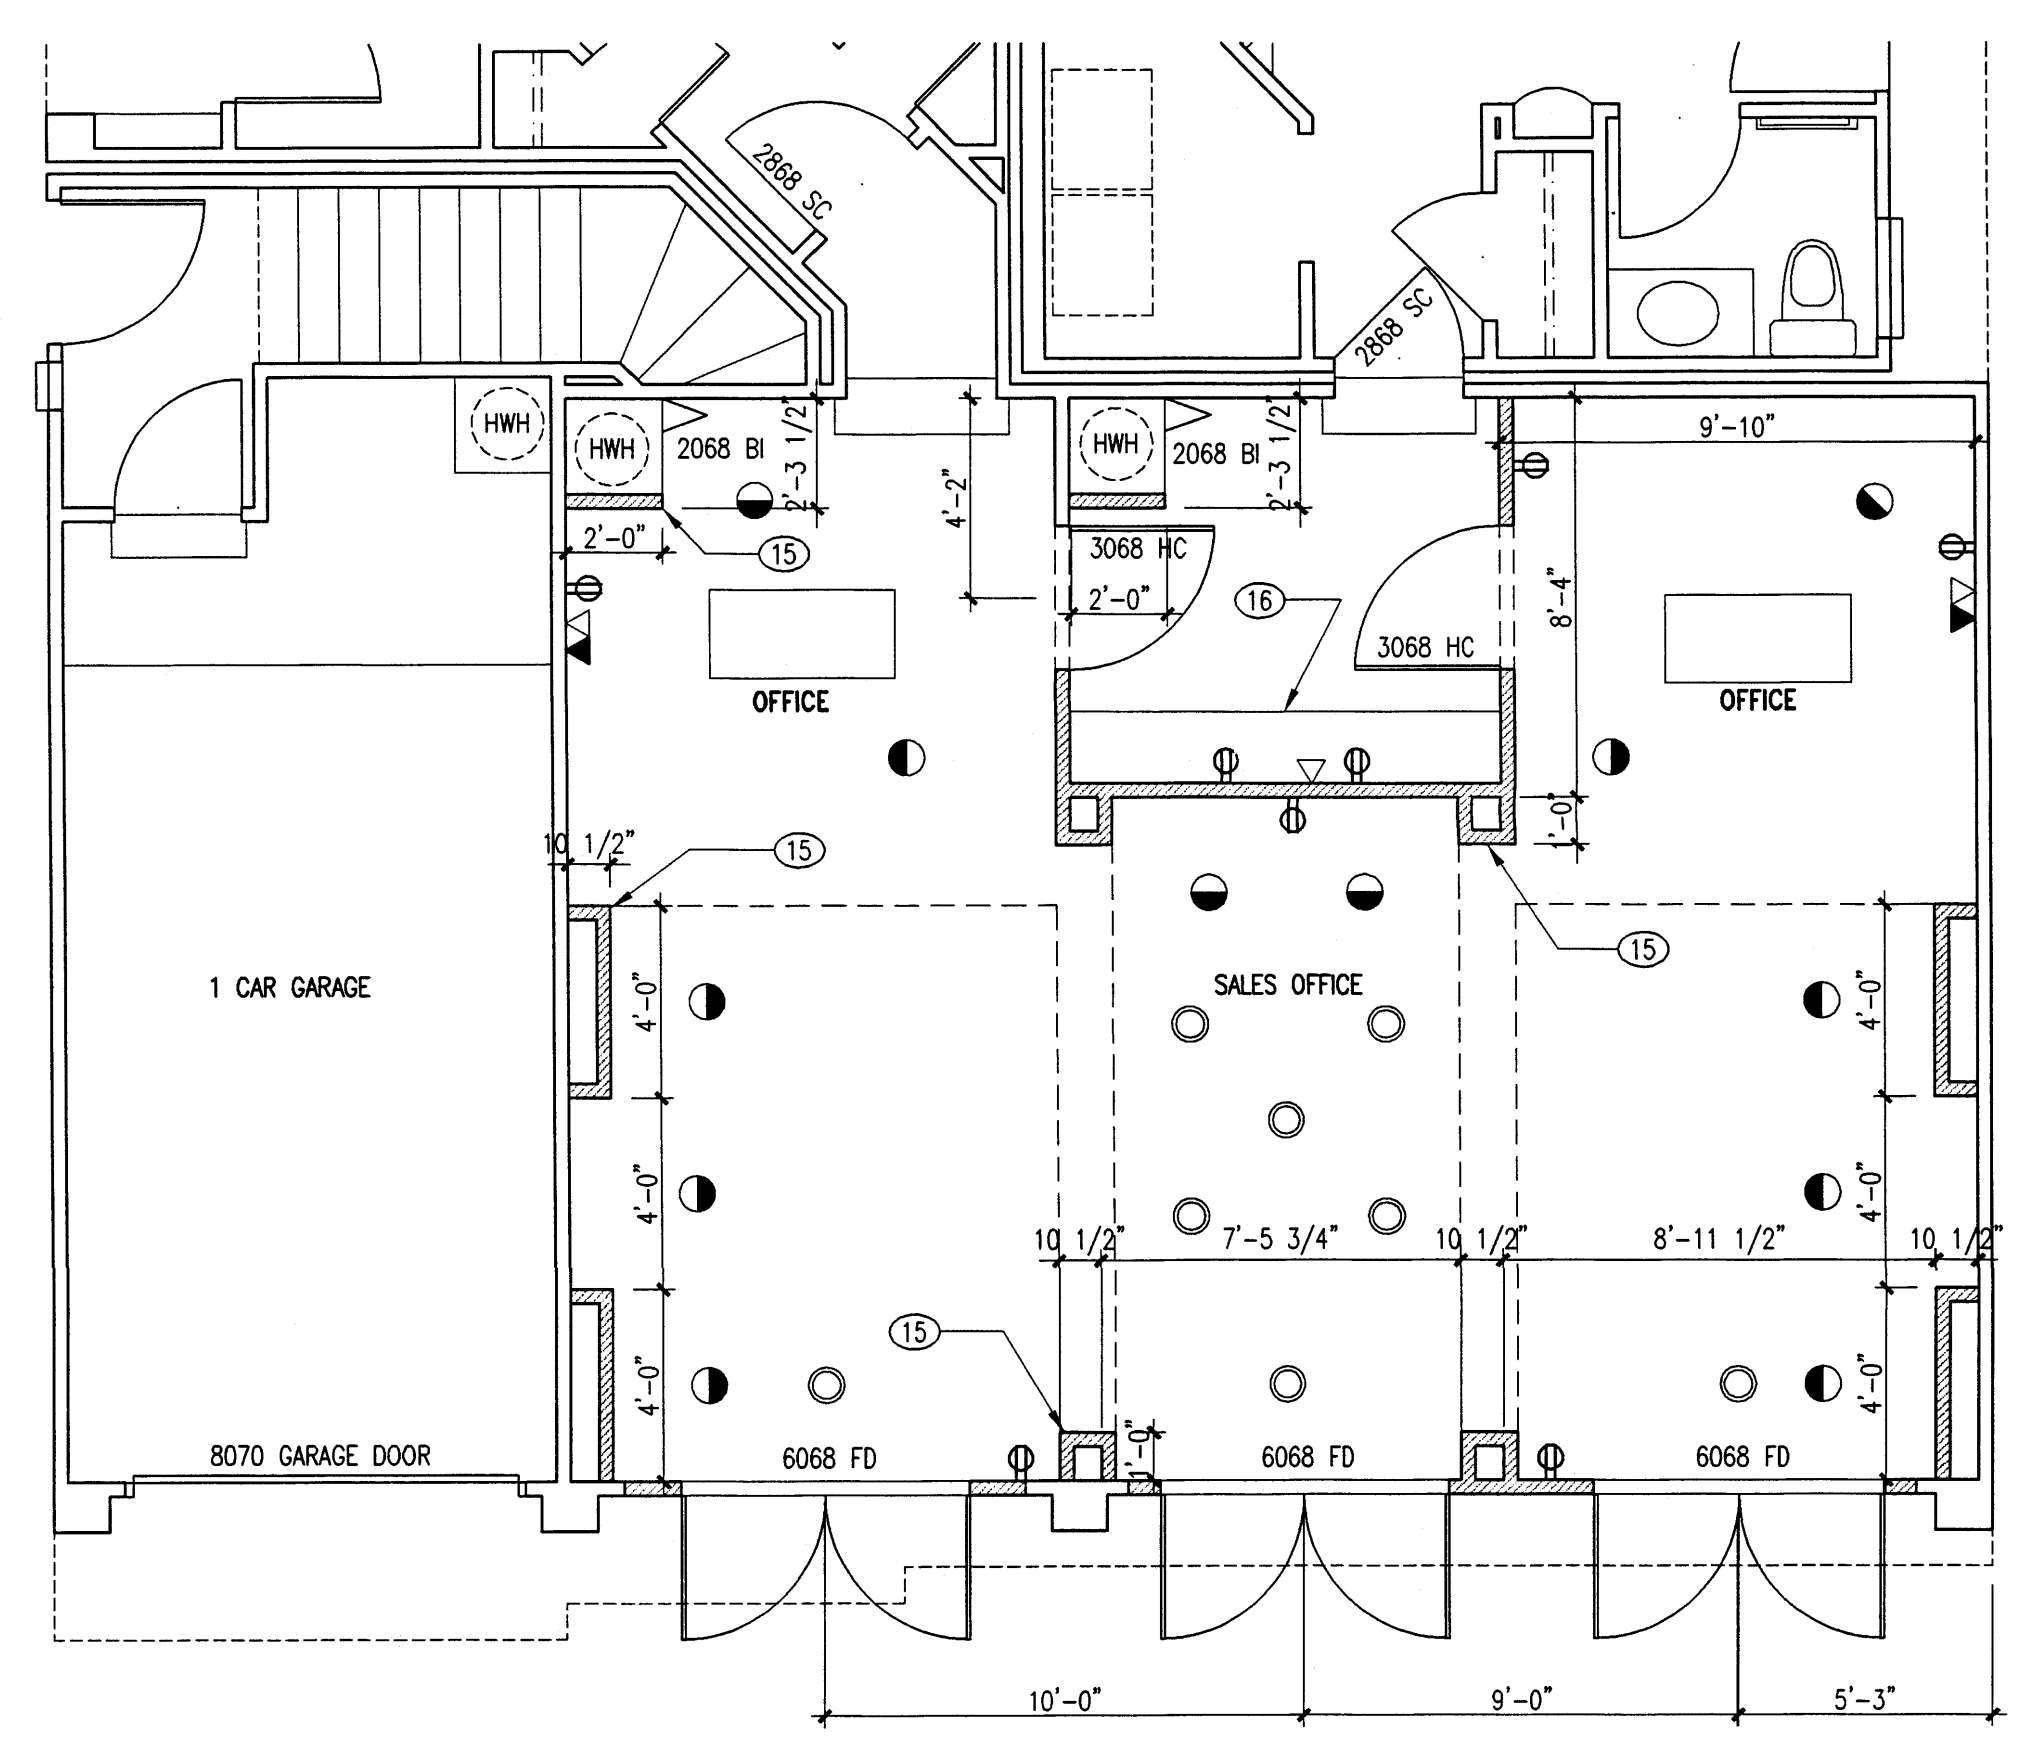 2868 SC
2868 SC
HWH
HWH
2068 BI
2'-3 1/2"
4'-2"
HWH
2068 BI
2'-3 1/2"
9'-10"
2'-0"
15
3068 HC
2'-0"
16
8'-4"
3068 HC
OFFICE
OFFICE
1'-0"
10 1/2"
15
15
1 CAR GARAGE
4'-0"
SALES OFFICE
4'-0"
4'-0"
4'-0"
10 1/2"
7'-5 3/4"
10 1/2"
8'-11 1/2"
10 1/2"
15
4'-0"
4'-0"
8070 GARAGE DOOR
6068 FD
1'-0"
6068 FD
6068 FD
10'-0"
9'-0"
5'-3"